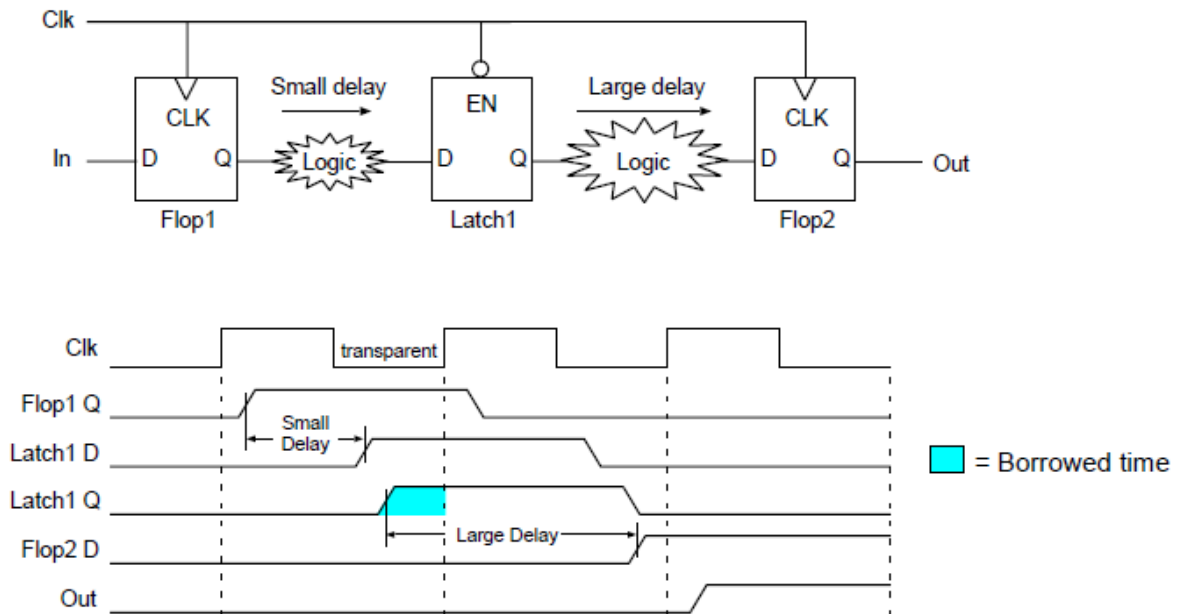 Clk
Small delay
Large delay
CLK
EN
CLK
In
D
Q
Logic
D
Q
Logic
D
Q
Out
Flop1
Latch1
Flop2
Clk
transparent
Flop1 Q
Small
Delay
Latch1 D
= Borrowed time
Latch1 Q
Large Delay
Flop2 D
Out